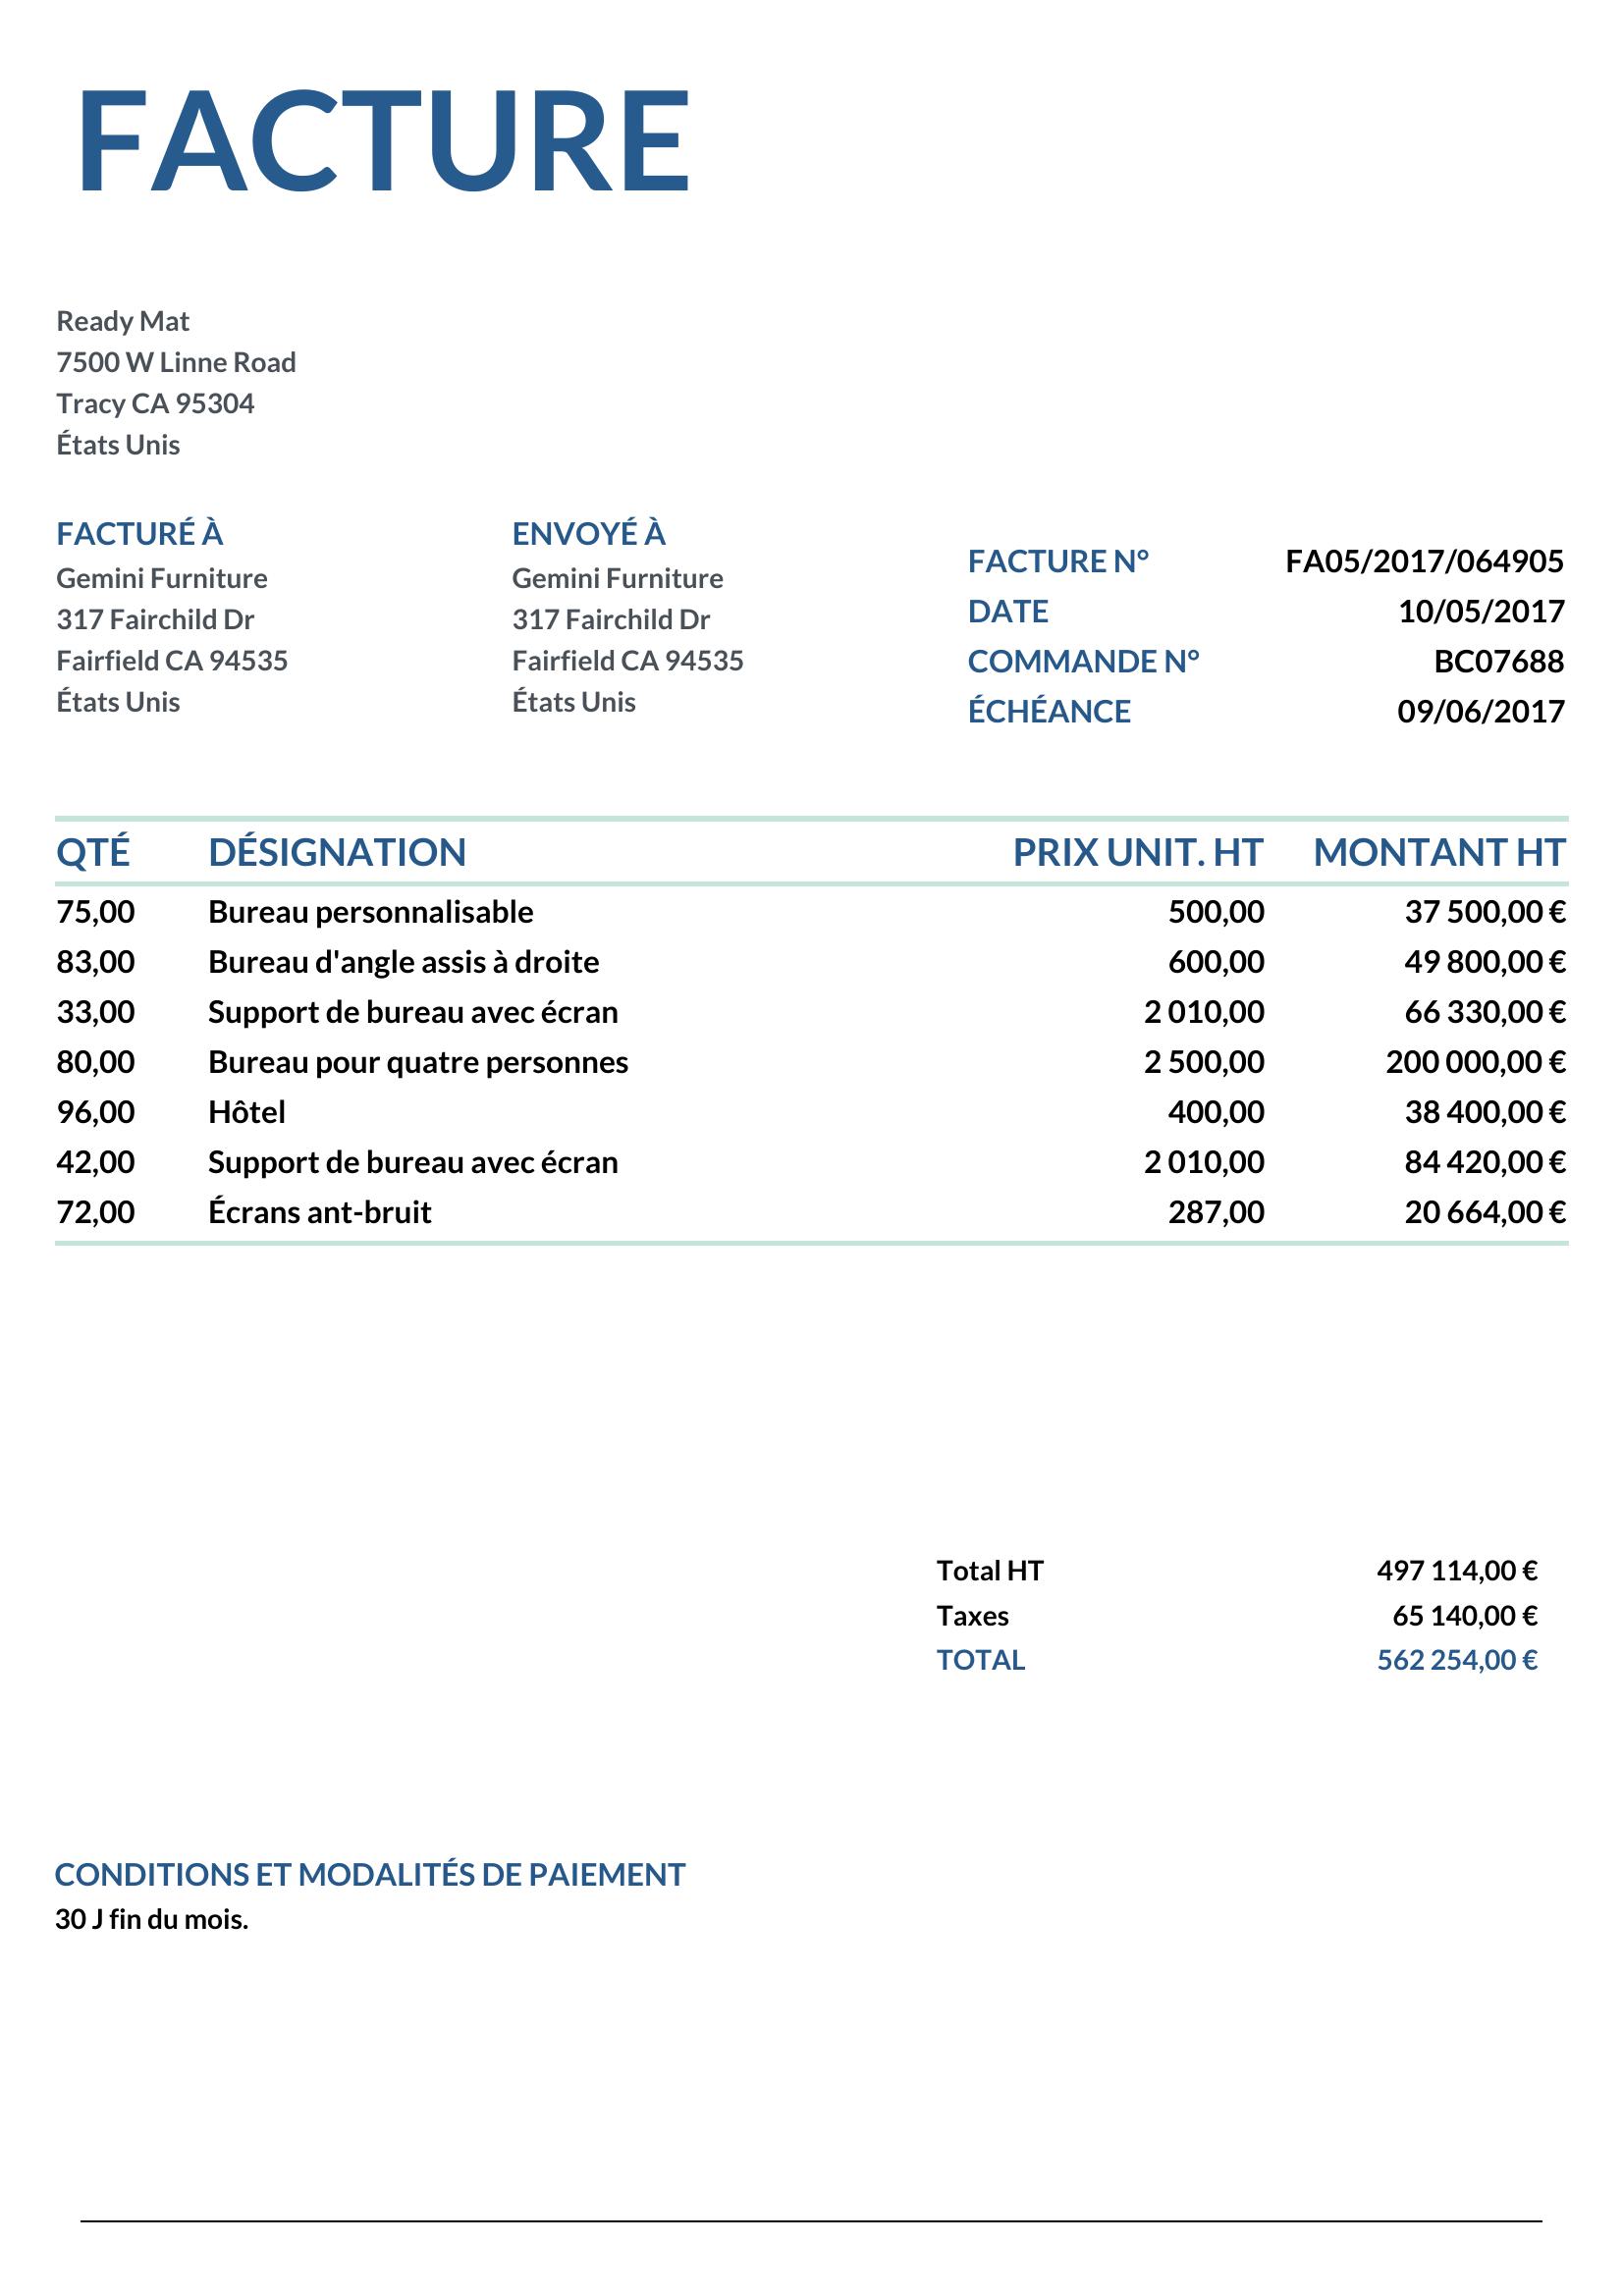 FACTURE
Ready Mat
7500 W Linne Road
Tracy CA 95304
États Unis
FACTURÉ À
Gemini Furniture
317 Fairchild Dr
Fairfield CA 94535
États Unis
ENVOYÉ À
Gemini Furniture
317 Fairchild Dr
Fairfield CA 94535
États Unis
FACTURE N° FA05/2017/064905
DATE 10/05/2017
COMMANDE N° BC07688
ÉCHÉANCE 09/06/2017
QTÉ DÉSIGNATION PRIX UNIT. HT MONTANT HT
75,00 Bureau personnalisable 500,00 37 500,00 €
83,00 Bureau d'angle assis à droite 600,00 49 800,00 €
33,00 Support de bureau avec écran 2 010,00 66 330,00 €
80,00 Bureau pour quatre personnes 2 500,00 200 000,00 €
96,00 Hôtel 400,00 38 400,00 €
42,00 Support de bureau avec écran 2 010,00 84 420,00 €
72,00 Écrans ant-bruit 287,00 20 664,00 €
Total HT 497 114,00 €
Taxes 65 140,00 €
TOTAL 562 254,00 €
CONDITIONS ET MODALITÉS DE PAIEMENT
30 J fin du mois.